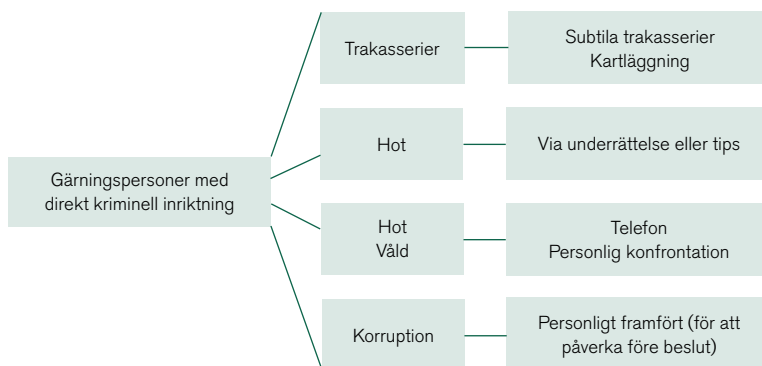 Gärningspersoner med
direkt kriminell inriktning
Trakasserier
Subtila trakasserier
Kartläggning
Hot
Via underrättelse eller tips
Hot
Våld
Telefon
Personlig konfrontation
Korruption
Personligt framfört (för att
påverka före beslut)